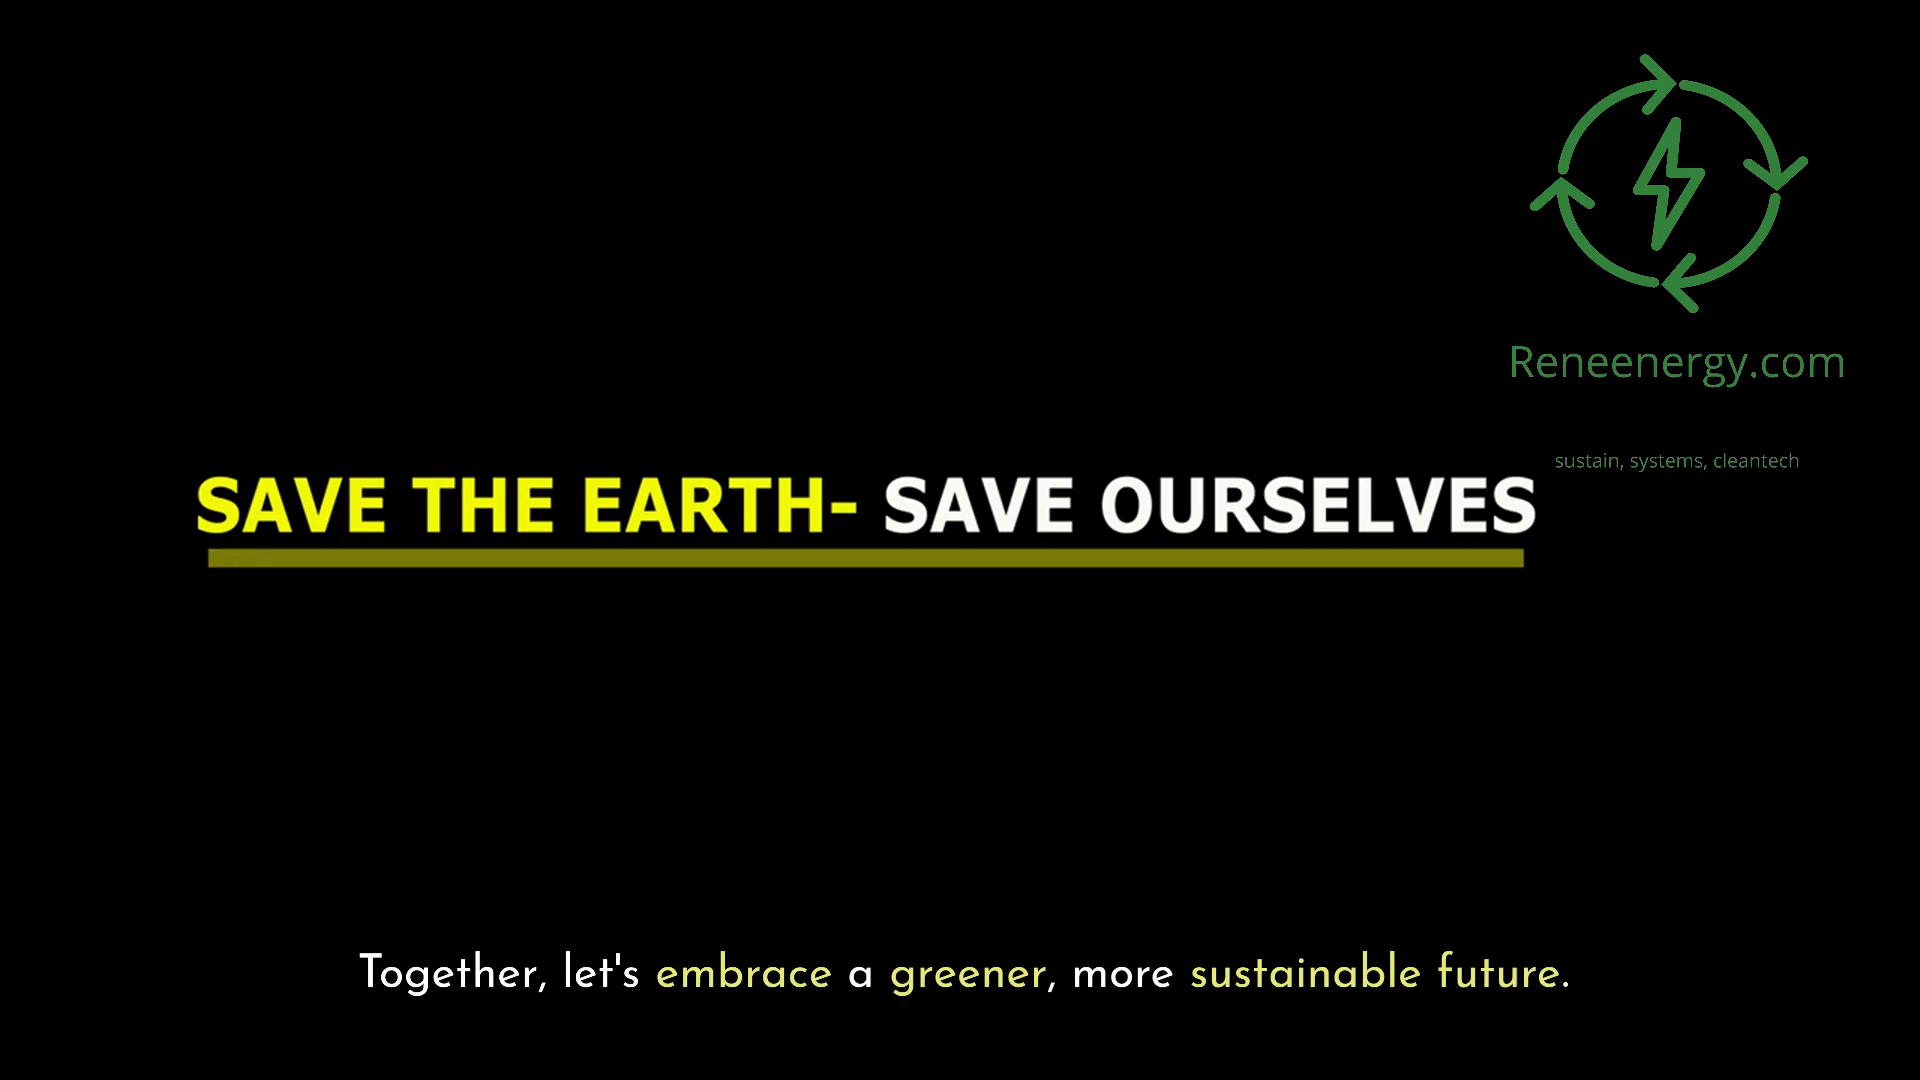 Reneenergy.com
sustain, systems, cleantech
SAVE THE EARTH- SAVE OURSELVES
Together, let's embrace a greener, more sustainable future.